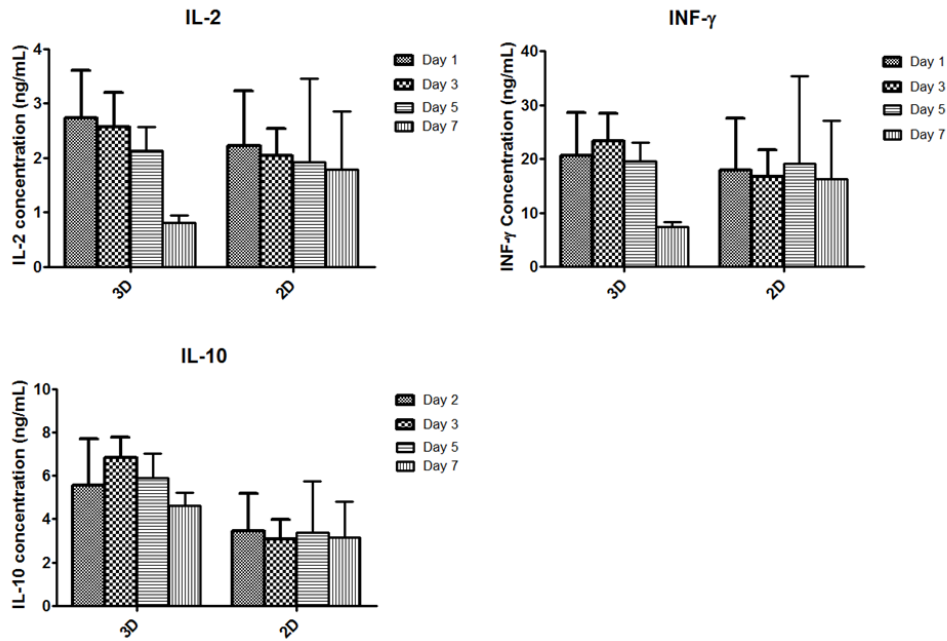 IL-2
IL-2 concentration (ng/mL)
4
3
2
1
0
3D
2D
Day 1
Day 3
Day 5
Day 7
INF-γ
INF-γ Concentration (ng/mL)
40
30
20
10
0
3D
2D
Day 1
Day 3
Day 5
Day 7
IL-10
IL-10 concentration (ng/mL)
10
8
6
4
2
0
3D
2D
Day 2
Day 3
Day 5
Day 7